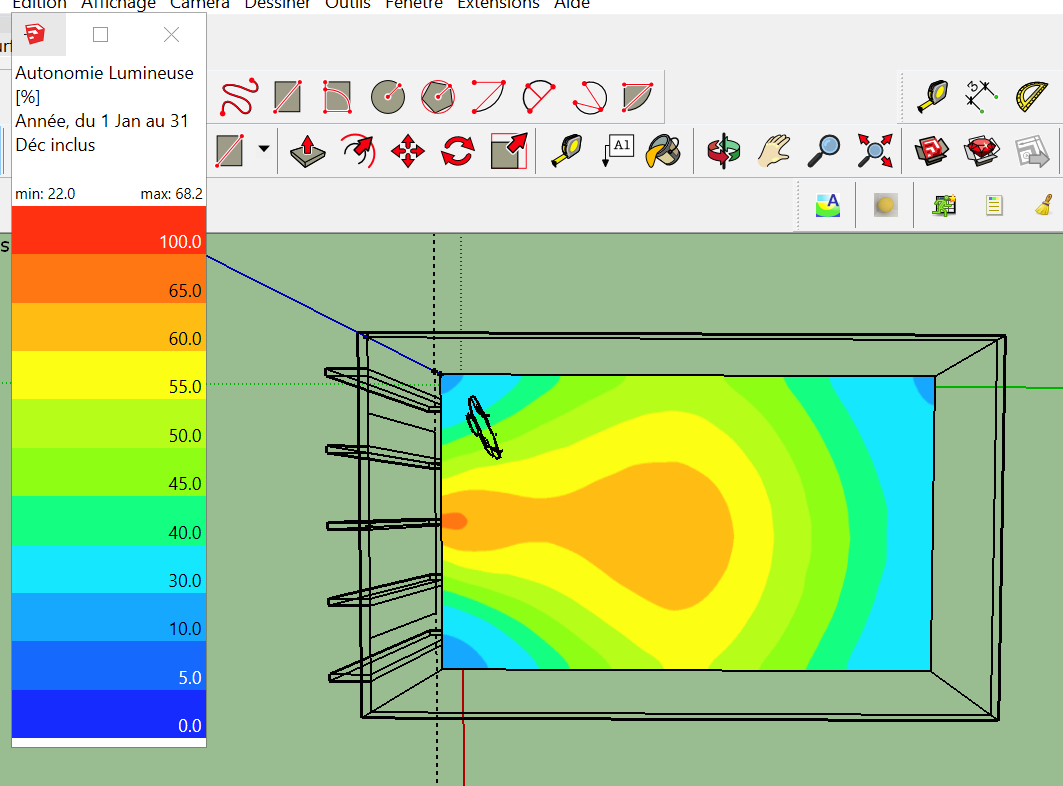 Edition Affichage Caméra Dessiner Outils Fenêtre Extensions Aide
Autonomie Lumineuse
[%]
Année, du 1 Jan au 31
Déc inclus
min: 22.0 max: 68.2
100.0
65.0
60.0
55.0
50.0
45.0
40.0
30.0
10.0
5.0
0.0
A1
3
A